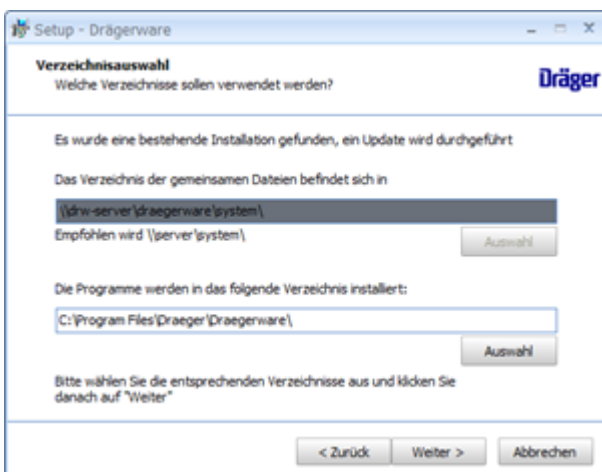 Setup - Drägerware
Verzeichnisauswahl
Welche Verzeichnisse sollen verwendet werden?
Dräger
Es wurde eine bestehende Installation gefunden, ein Update wird durchgeführt
Das Verzeichnis der gemeinsamen Dateien befindet sich in
\\drw-server\draegerware\system\
Empfohlen wird \\server\system\
Auswahl
Die Programme werden in das folgende Verzeichnis installiert:
C:\Program Files\Draeger\Draegerware\
Auswahl
Bitte wählen Sie die entsprechenden Verzeichnisse aus und klicken Sie
danach auf "Weiter"
< Zurück
Weiter >
Abbrechen